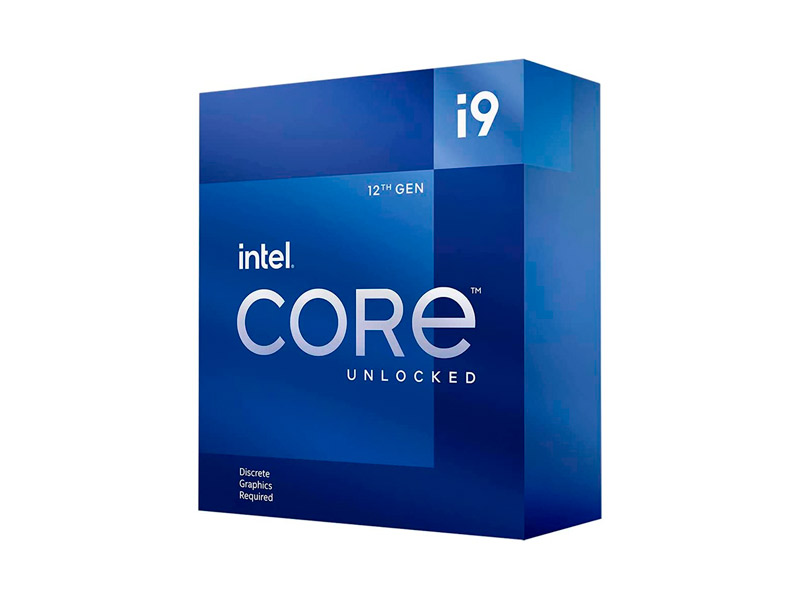 i9
12TH GEN
intel.
CORE™
UNLOCKED
Discrete
Graphics
Required